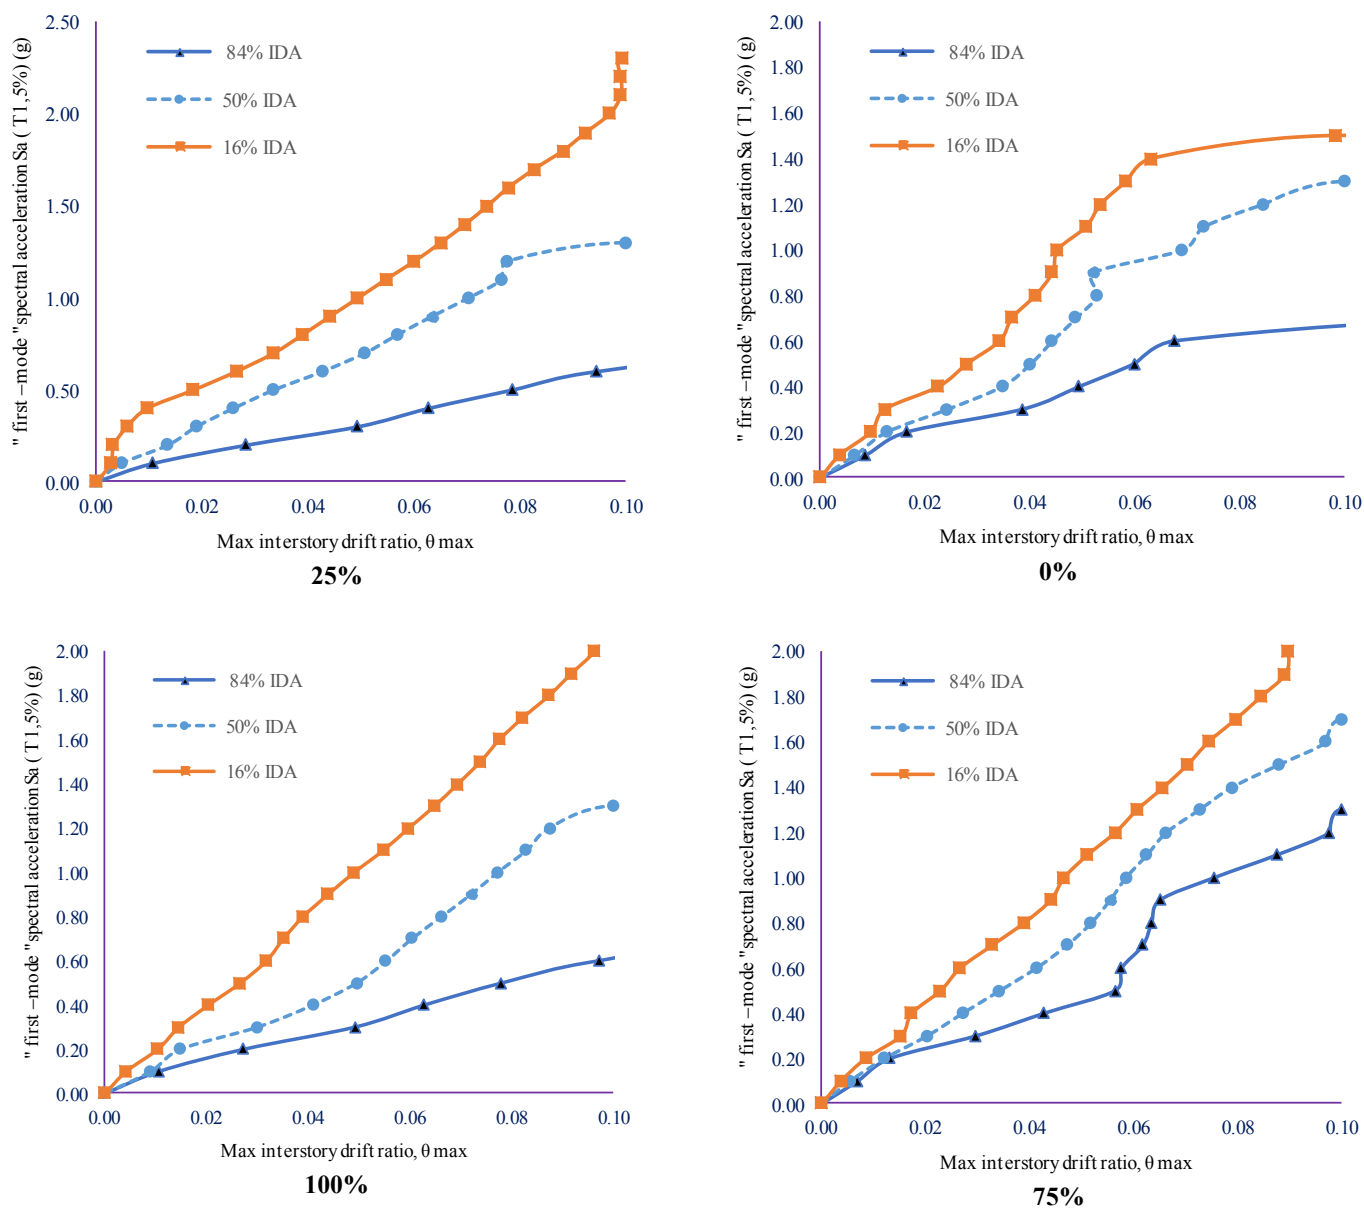 " first –mode "spectral acceleration Sa ( T1,5%) (g)
2.50
2.00
1.50
1.00
0.50
0.00
84% IDA
50% IDA
16% IDA
0.00 0.02 0.04 0.06 0.08 0.10
Max interstory drift ratio, θ max
25%
" first –mode "spectral acceleration Sa ( T1,5%) (g)
2.00
1.80
1.60
1.40
1.20
1.00
0.80
0.60
0.40
0.20
0.00
84% IDA
50% IDA
16% IDA
0.00 0.02 0.04 0.06 0.08 0.10
Max interstory drift ratio, θ max
0%
" first –mode "spectral acceleration Sa ( T1,5%) (g)
2.00
1.80
1.60
1.40
1.20
1.00
0.80
0.60
0.40
0.20
0.00
84% IDA
50% IDA
16% IDA
0.00 0.02 0.04 0.06 0.08 0.10
Max interstory drift ratio, θ max
100%
" first –mode "spectral acceleration Sa ( T1,5%) (g)
2.00
1.80
1.60
1.40
1.20
1.00
0.80
0.60
0.40
0.20
0.00
84% IDA
50% IDA
16% IDA
0.00 0.02 0.04 0.06 0.08 0.10
Max interstory drift ratio, θ max
75%